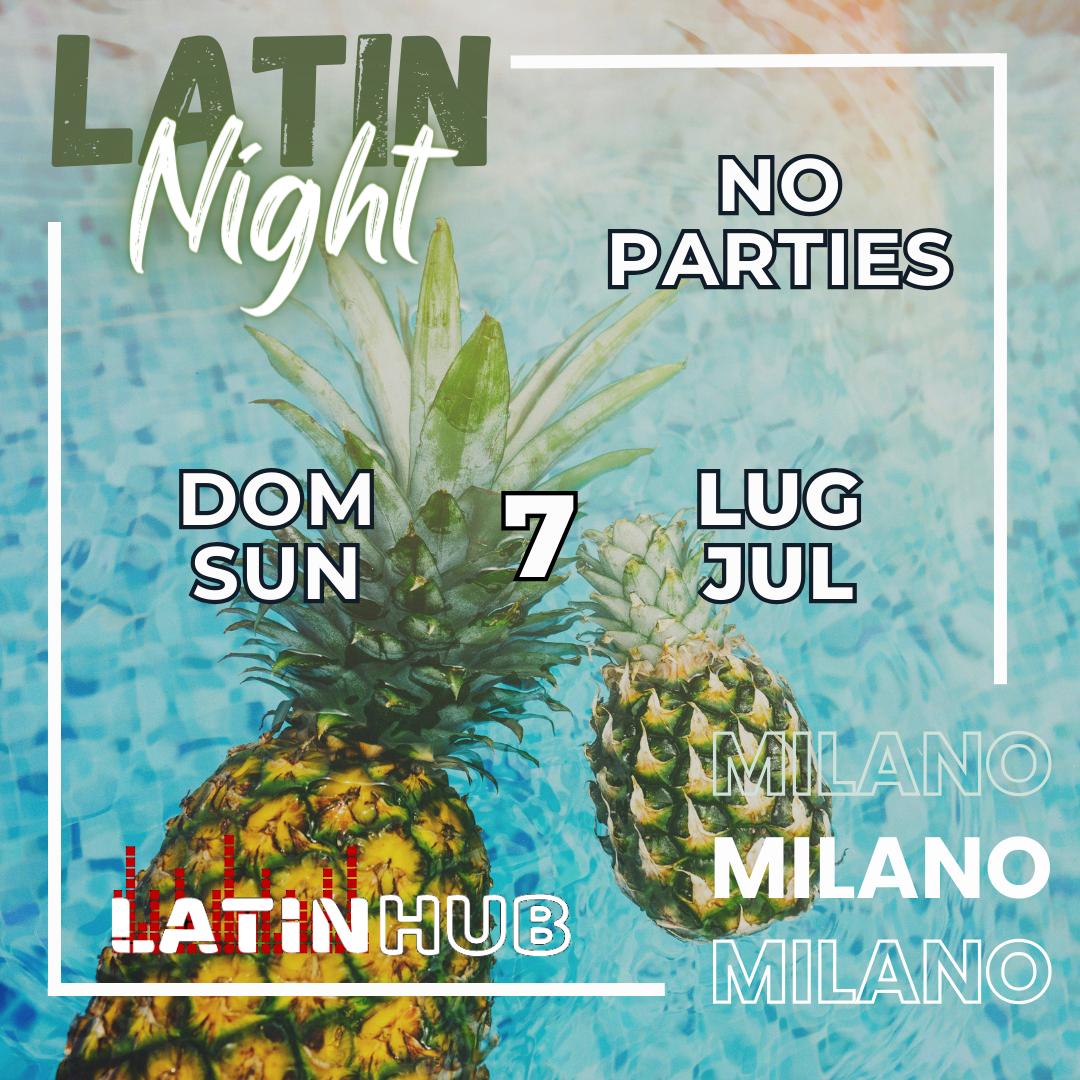 LATIN
Night
NO
PARTIES
DOM
SUN
7
LUG
JUL
MILANO
MILANO
MILANO
LATINHUB